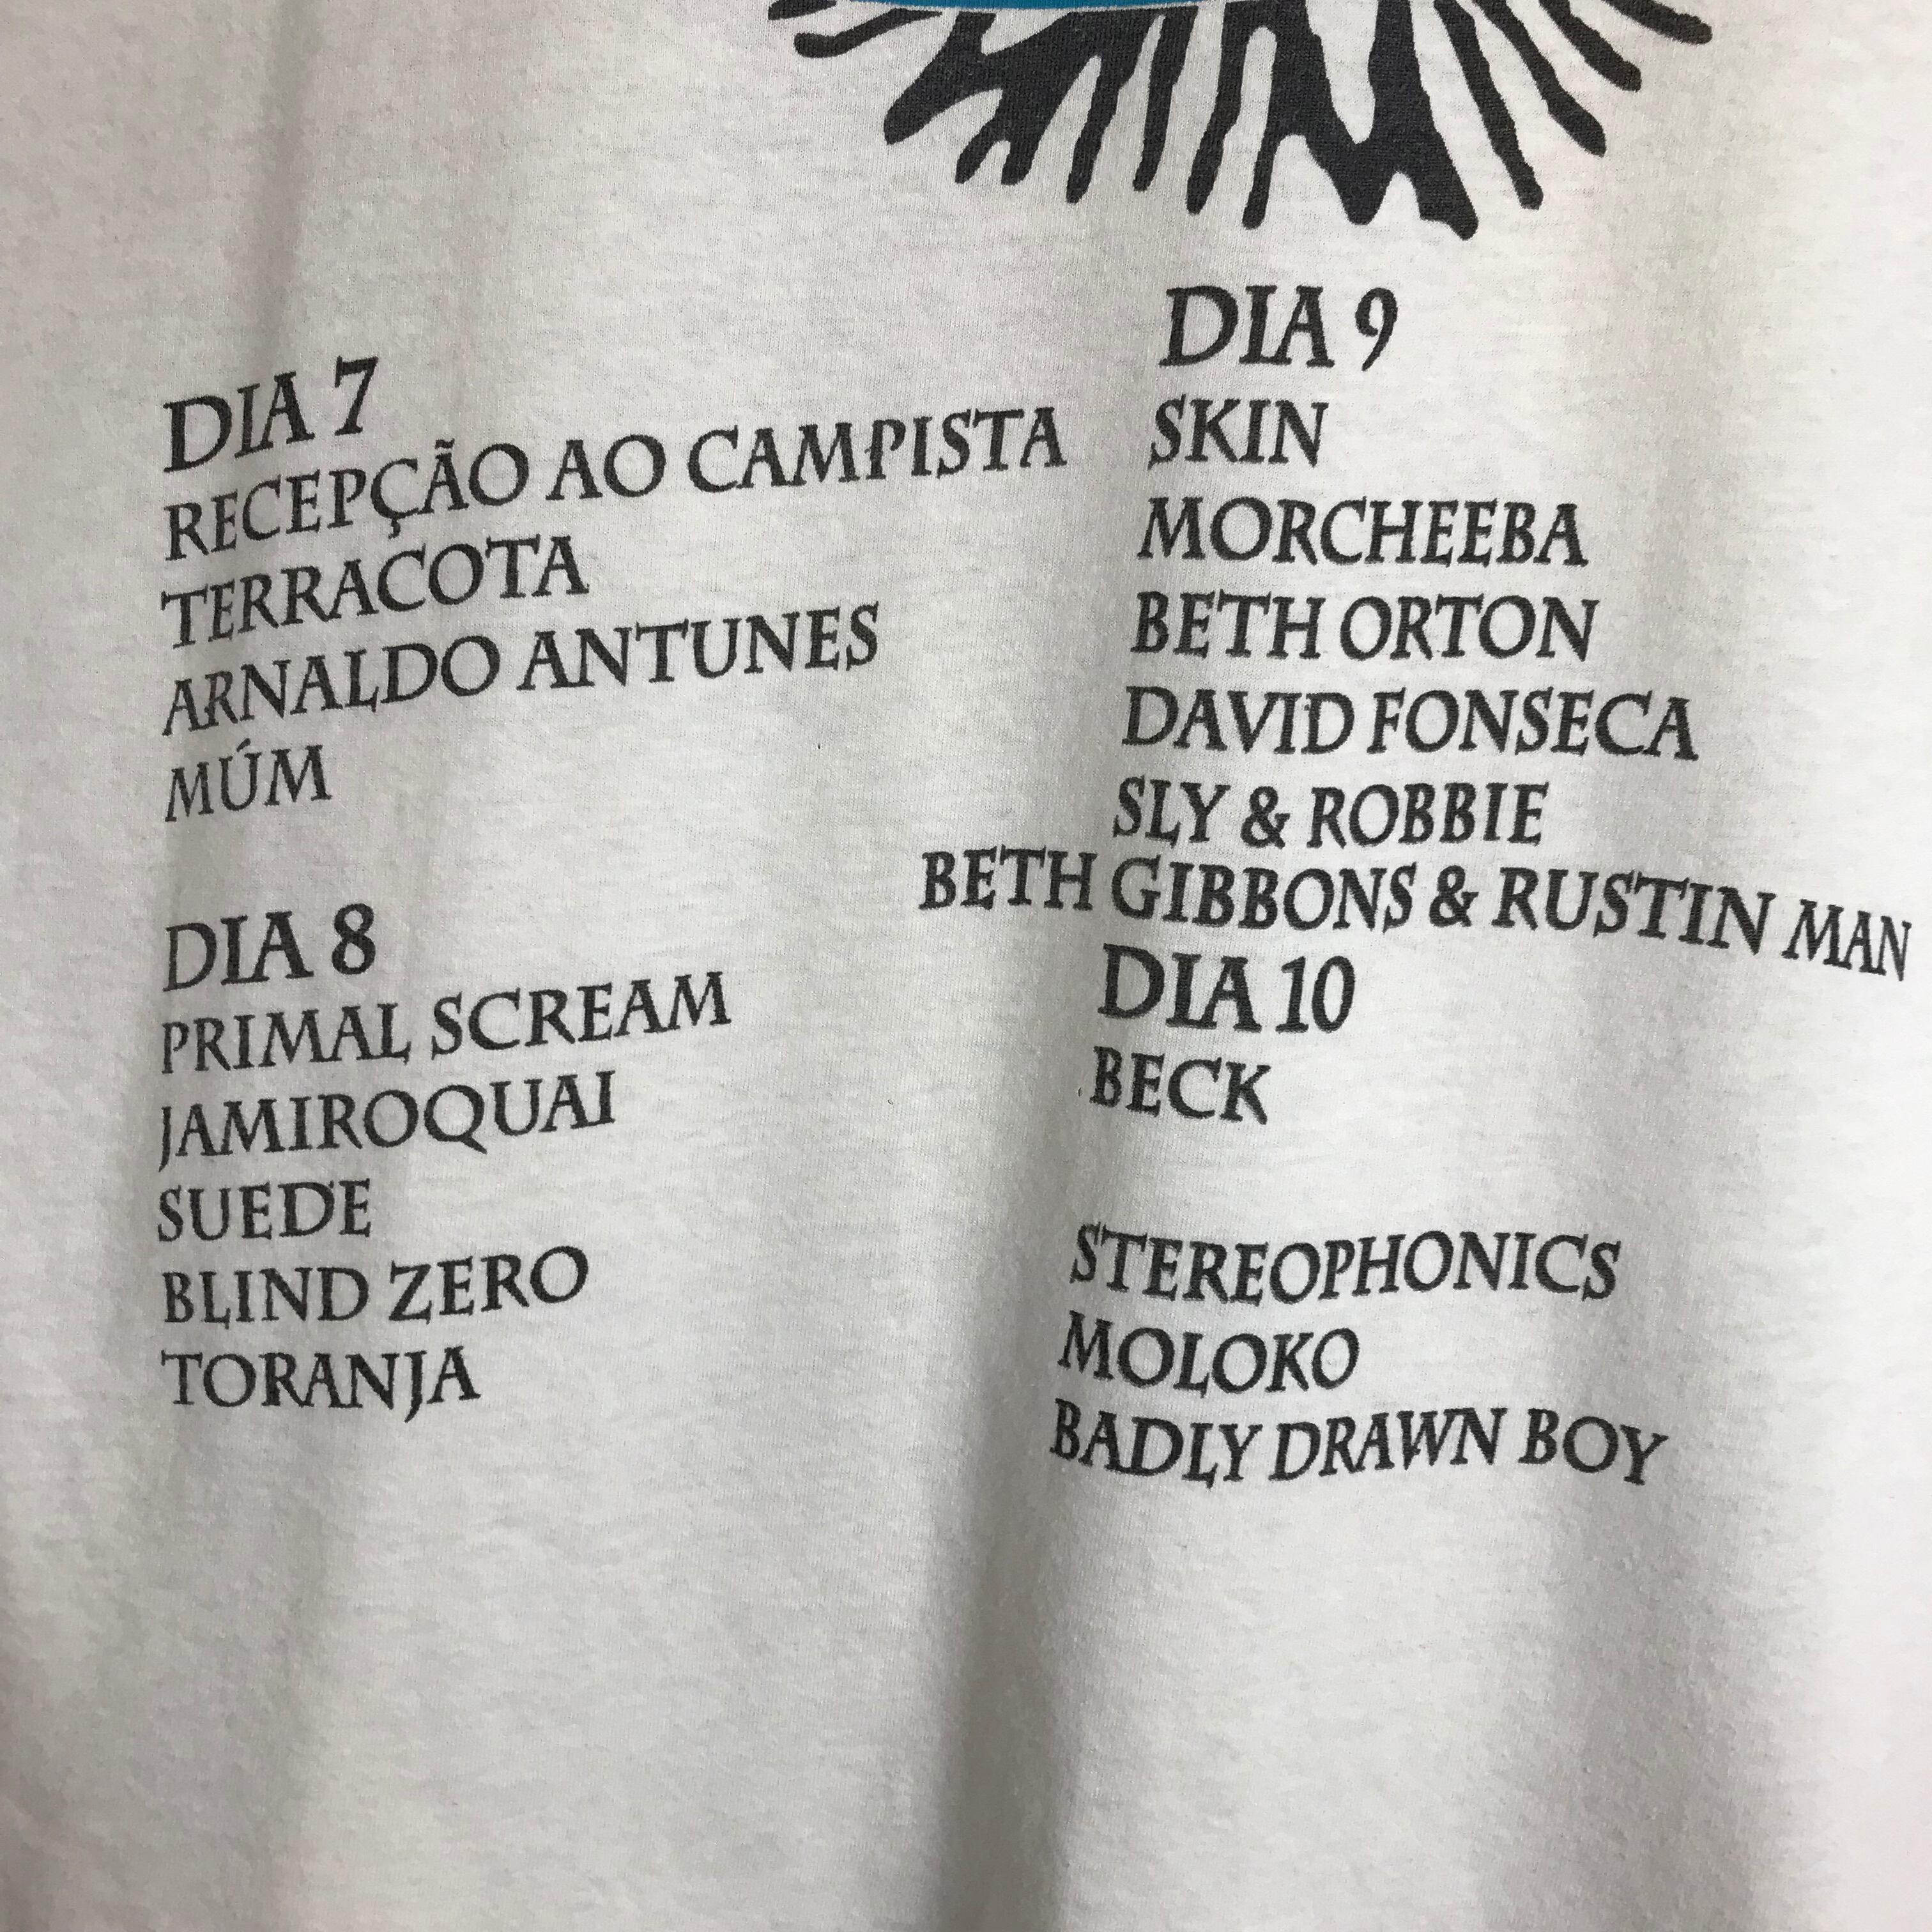 DIA 7
RECEPÇÃO AO CAMPISTA
TERRACOTA
ARNALDO ANTUNES
MÚM
DIA 8
PRIMAL SCREAM
JAMIROQUAI
SUEDE
BLIND ZERO
TORANJA
DIA 9
SKIN
MORCHEEBA
BETH ORTON
DAVID FONSECA
SLY & ROBBIE
BETH GIBBONS & RUSTIN MAN
DIA 10
BECK
STEREOPHONICS
MOLOKO
BADLY DRAWN BOY